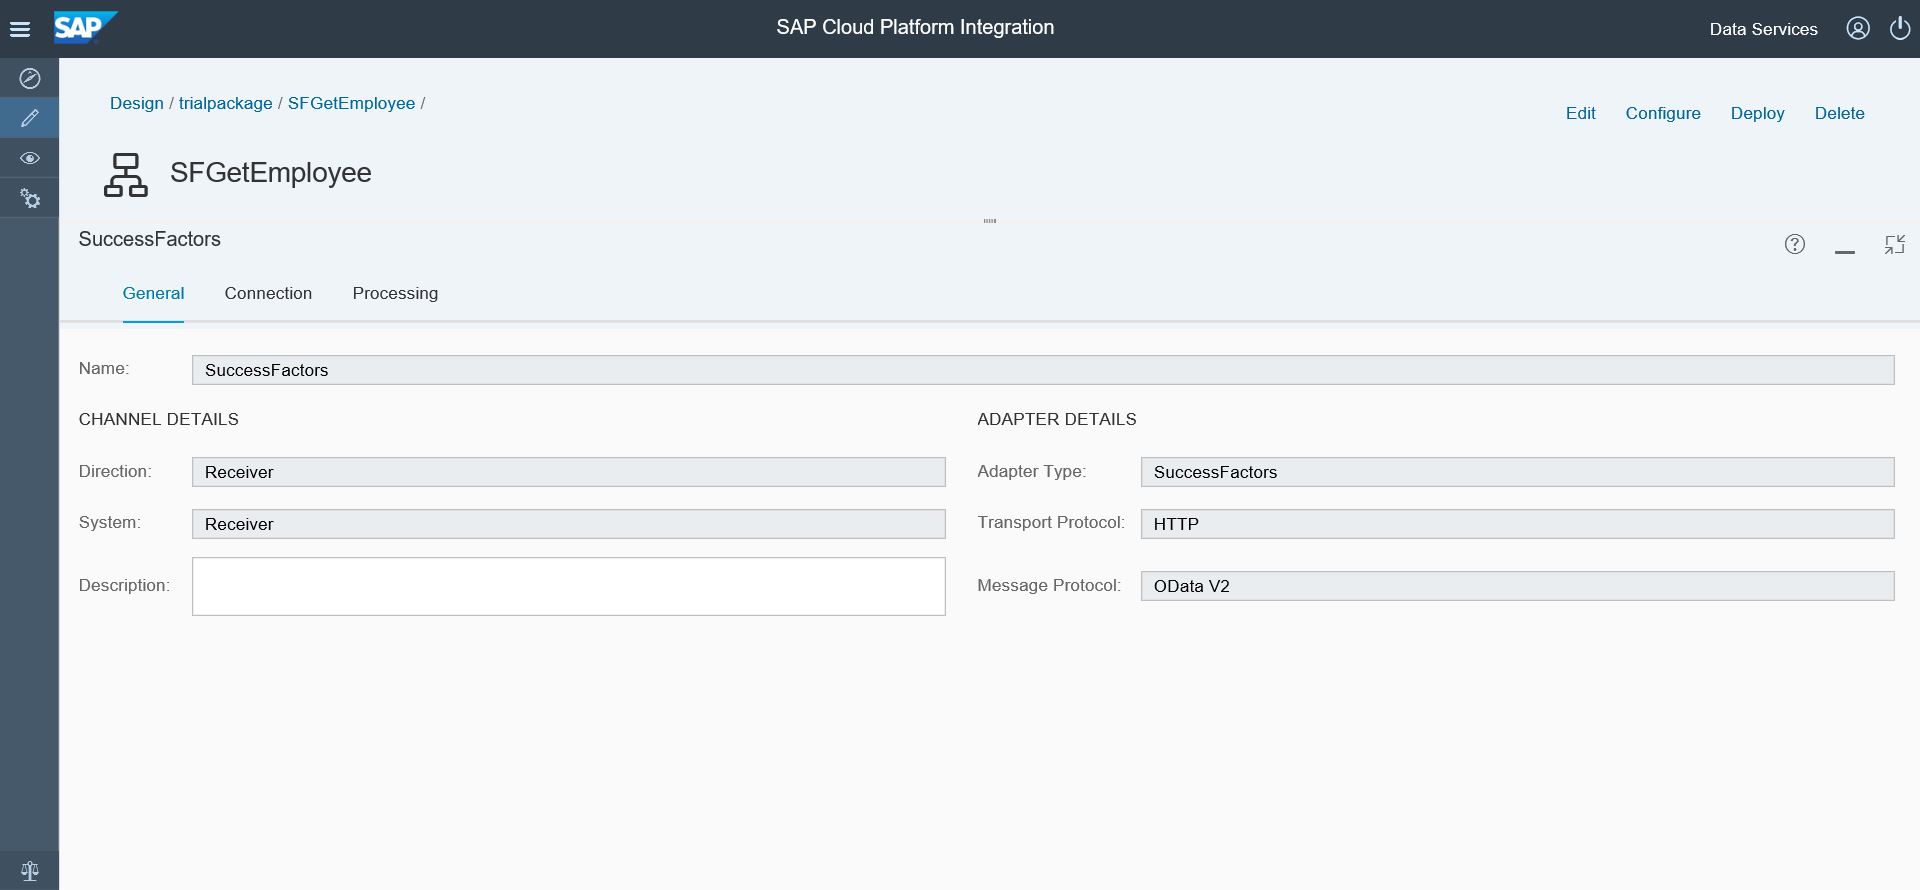 SAP
SAP Cloud Platform Integration
Data Services
Design / trialpackage / SFGetEmployee /
Edit Configure Deploy Delete
SFGetEmployee
SuccessFactors
General Connection Processing
Name: SuccessFactors
CHANNEL DETAILS
Direction: Receiver
System: Receiver
Description:
ADAPTER DETAILS
Adapter Type: SuccessFactors
Transport Protocol: HTTP
Message Protocol: OData V2